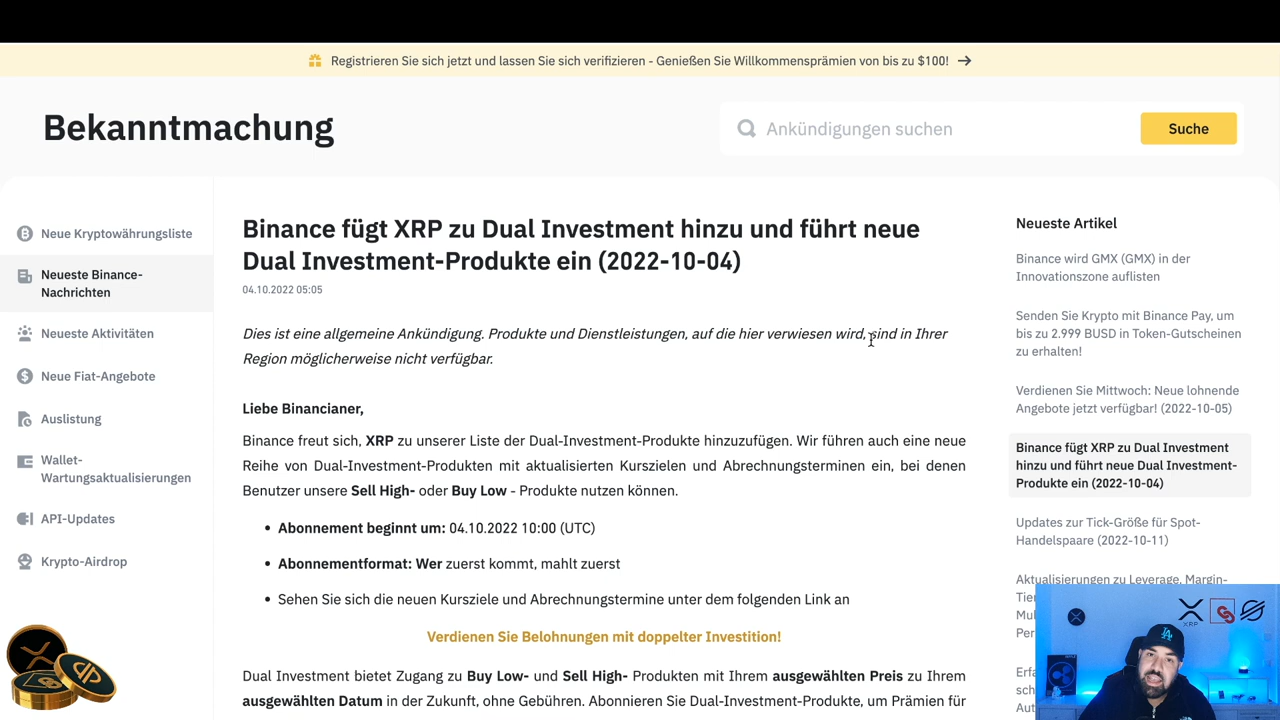 Registrieren Sie sich jetzt und lassen Sie sich verifizieren - Genießen Sie Willkommensprämien von bis zu $100! →
Bekanntmachung
Ankündigungen suchen
Suche
Neue Kryptowährungsliste
Neueste Binance-
Nachrichten
Neueste Aktivitäten
Neue Fiat-Angebote
Auslistung
Wallet-
Wartungsaktualisierungen
API-Updates
Krypto-Airdrop
Binance fügt XRP zu Dual Investment hinzu und führt neue
Dual Investment-Produkte ein (2022-10-04)
04.10.2022 05:05
Dies ist eine allgemeine Ankündigung. Produkte und Dienstleistungen, auf die hier verwiesen wird, sind in Ihrer
Region möglicherweise nicht verfügbar.
Liebe Binancianer,
Binance freut sich, XRP zu unserer Liste der Dual-Investment-Produkte hinzuzufügen. Wir führen auch eine neue
Reihe von Dual-Investment-Produkten mit aktualisierten Kurszielen und Abrechnungsterminen ein, bei denen
Benutzer unsere Sell High- oder Buy Low - Produkte nutzen können.
• Abonnement beginnt um: 04.10.2022 10:00 (UTC)
• Abonnementformat: Wer zuerst kommt, mahlt zuerst
• Sehen Sie sich die neuen Kursziele und Abrechnungstermine unter dem folgenden Link an
Verdienen Sie Belohnungen mit doppelter Investition!
Dual Investment bietet Zugang zu Buy Low- und Sell High- Produkten mit Ihrem ausgewählten Preis zu Ihrem
ausgewählten Datum in der Zukunft, ohne Gebühren. Abonnieren Sie Dual-Investment-Produkte, um Prämien für
Neueste Artikel
Binance wird GMX (GMX) in der
Innovationszone auflisten
Senden Sie Krypto mit Binance Pay, um
bis zu 2.999 BUSD in Token-Gutscheinen
zu erhalten!
Verdienen Sie Mittwoch: Neue lohnende
Angebote jetzt verfügbar! (2022-10-05)
Binance fügt XRP zu Dual Investment
hinzu und führt neue Dual Investment-
Produkte ein (2022-10-04)
Updates zur Tick-Größe für Spot-
Handelspaare (2022-10-11)
Aktualisierungen zu Leverage, Margin-
XRP
LA